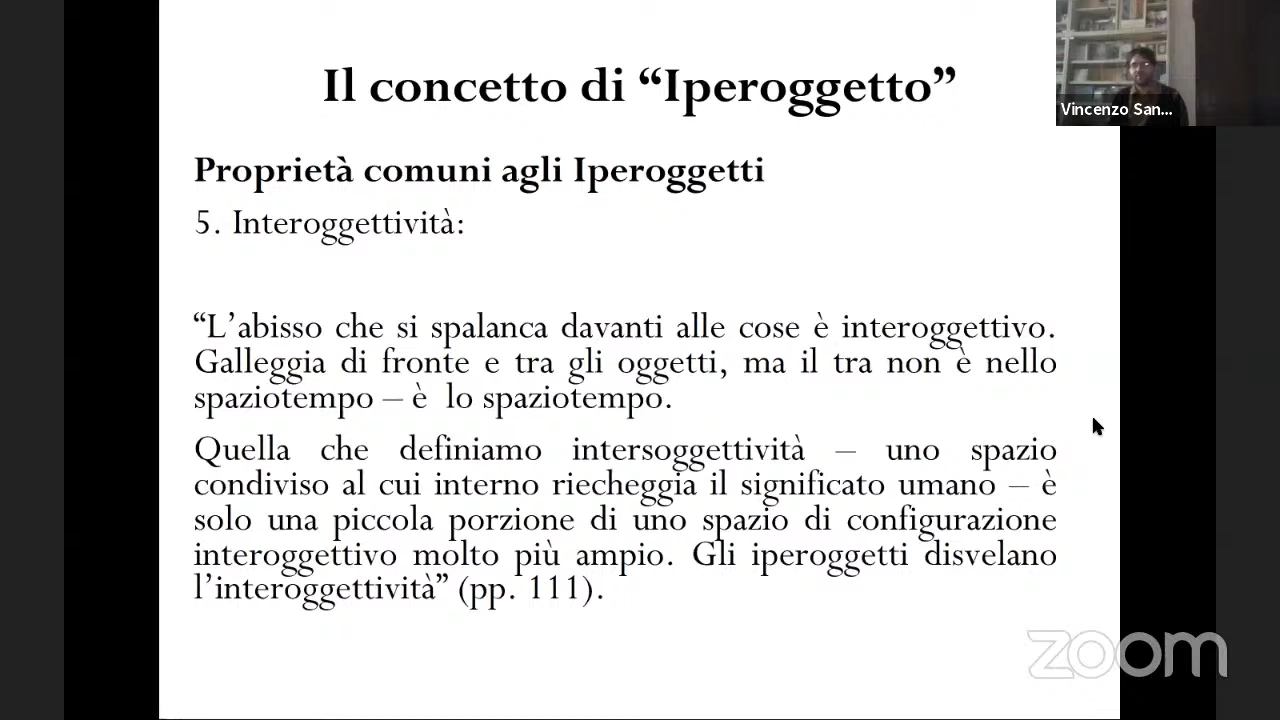 Il concetto di “Iperoggetto”
Vincenzo San...
Proprietà comuni agli Iperoggetti
5. Interoggettività:
“L’abisso che si spalanca davanti alle cose è interoggettivo.
Galleggia di fronte e tra gli oggetti, ma il tra non è nello
spaziotempo – è lo spaziotempo.
Quella che definiamo intersoggettività – uno spazio
condiviso al cui interno riecheggia il significato umano – è
solo una piccola porzione di uno spazio di configurazione
interoggettivo molto più ampio. Gli iperoggetti disvelano
l’interoggettività” (pp. 111).
zoom